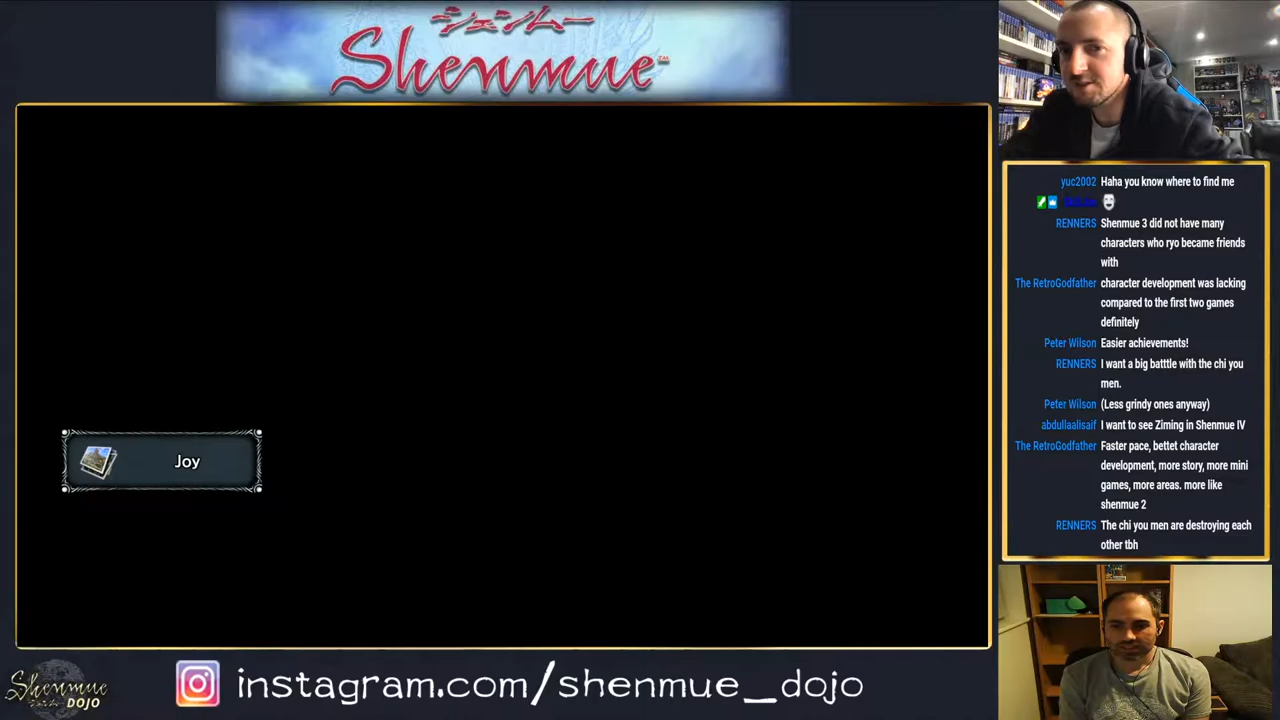 シェンムー
Shenmue™
yuc2002 Haha you know where to find me
RENNERS Shenmue 3 did not have many
characters who ryo became friends
with
The RetroGodfather character development was lacking
compared to the first two games
definitely
Peter Wilson Easier achievements!
RENNERS I want a big batttle with the chi you
men.
Peter Wilson (Less grindy ones anyway)
abdullaalisaif I want to see Ziming in Shenmue IV
The RetroGodfather Faster pace, bettet character
development, more story, more mini
games, more areas. more like
shenmue 2
RENNERS The chi you men are destroying each
other tbh
Joy
Shenmue
DOJO
instagram.com/shenmue_dojo